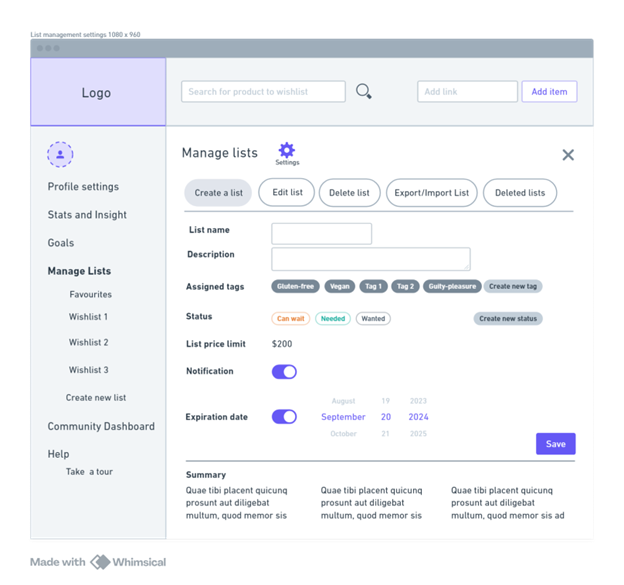 List management settings 1080 x 960
Logo
Search for product to wishlist
Add link
Add item
Profile settings
Stats and Insight
Goals
Manage Lists
Favourites
Wishlist 1
Wishlist 2
Wishlist 3
Create new list
Community Dashboard
Help
Take a tour
Manage lists
Settings
Create a list
Edit list
Delete list
Export/Import List
Deleted lists
List name
Description
Assigned tags
Gluten-free
Vegan
Tag 1
Tag 2
Guity-pleasure
Create new tag
Status
Can wait
Needed
Wanted
Create new status
List price limit
$200
Notification
Expiration date
August 19 2023
September 20 2024
October 21 2025
Save
Summary
Quae tibi placent quicunq
prosunt aut diligebat
multum, quod memor sis
Quae tibi placent quicunq
prosunt aut diligebat
multum, quod memor sis
Quae tibi placent quicunq
prosunt aut diligebat
multum, quod memor sis ad
Made with Whimsical